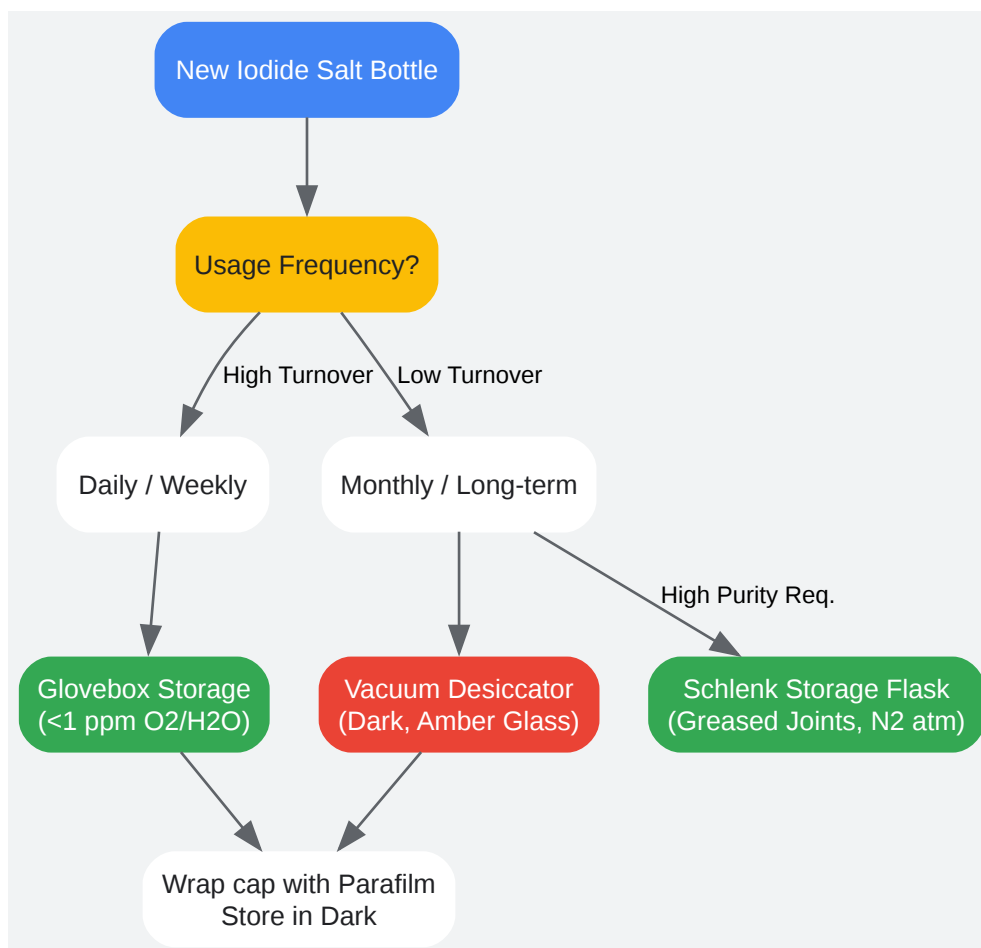 New Iodide Salt Bottle
Usage Frequency?
High Turnover
Low Turnover
Daily / Weekly
Monthly / Long-term
High Purity Req.
Glovebox Storage
(<1 ppm O2/H2O)
Vacuum Desiccator
(Dark, Amber Glass)
Schlenk Storage Flask
(Greased Joints, N2 atm)
Wrap cap with Parafilm
Store in Dark